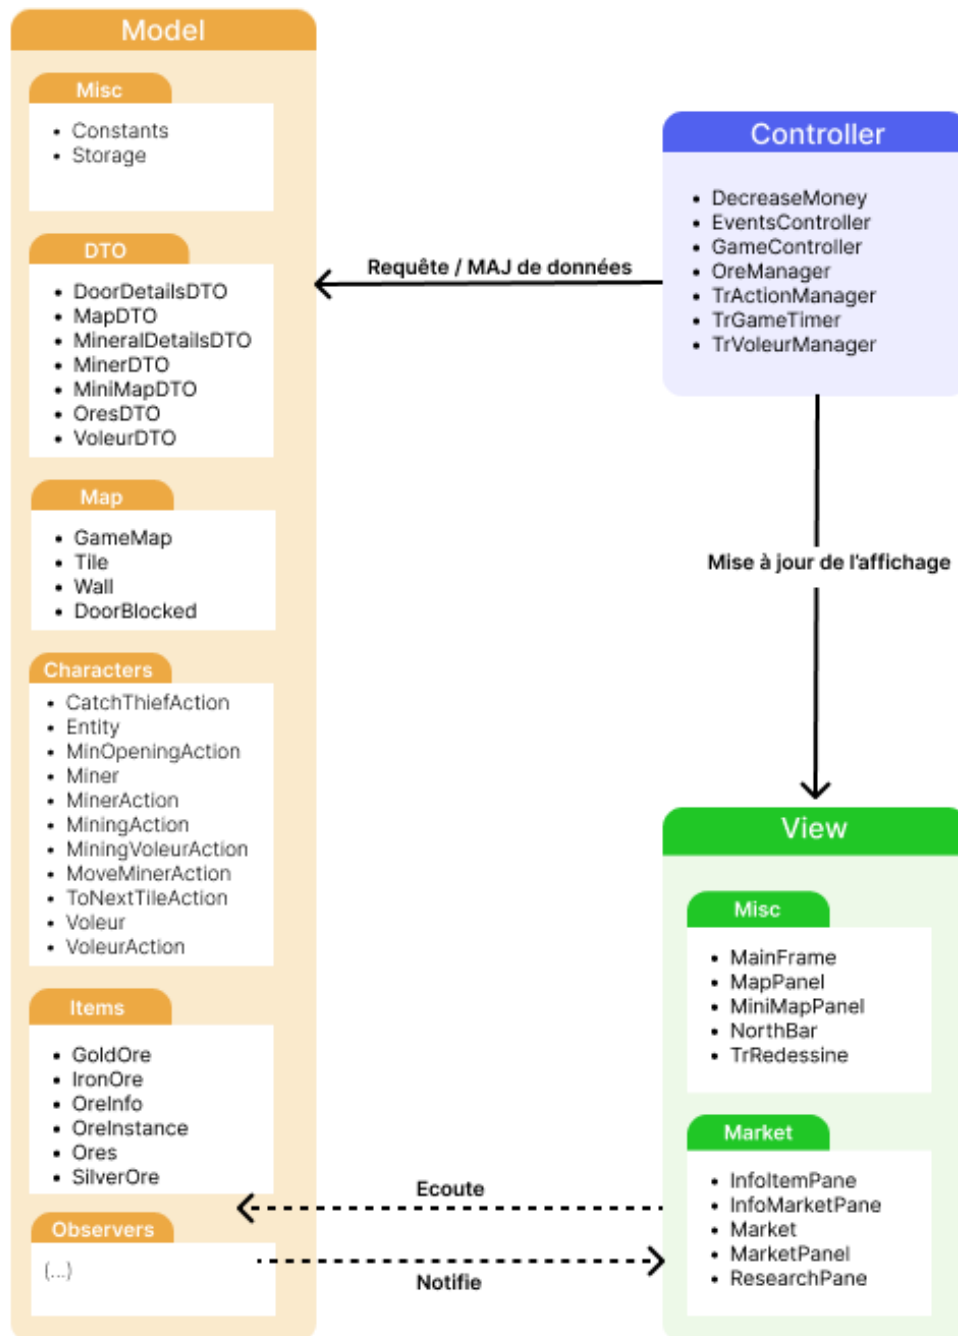 Model
Misc
Constants
Storage
DTO
DoorDetailsDTO
MapDTO
MineralDetailsDTO
MinerDTO
MiniMapDTO
OresDTO
VoleurDTO
Map
GameMap
Tile
Wall
DoorBlocked
Characters
CatchThiefAction
Entity
MinOpeningAction
Miner
MinerAction
MiningAction
MiningVoleurAction
MoveMinerAction
ToNextTileAction
Voleur
VoleurAction
Items
GoldOre
IronOre
OreInfo
OreInstance
Ores
SilverOre
Observers
(...)
Requête / MAJ de données
Controller
DecreaseMoney
EventsController
GameController
OreManager
TrActionManager
TrGameTimer
TrVoleurManager
Mise à jour de l'affichage
View
Misc
MainFrame
MapPanel
MiniMapPanel
NorthBar
TrRedessine
Market
InfoItemPane
InfoMarketPane
Market
MarketPanel
ResearchPane
Ecoute
Notifie